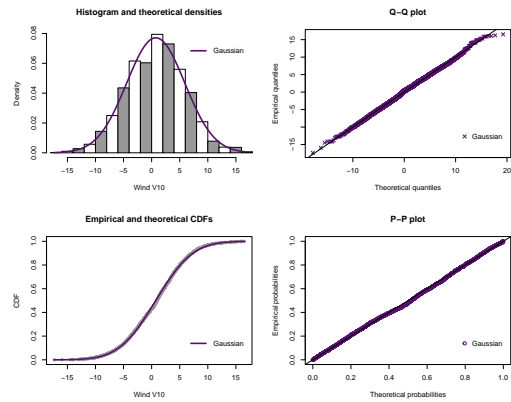 Histogram and theoretical densities
Density
0.00 0.02 0.04 0.06 0.08
Gaussian
−15 −10 −5 0 5 10 15
Wind V10
Q−Q plot
Empirical quantiles
−15 −5 0 5 10 15
Gaussian
−10 0 10 20
Theoretical quantiles
Empirical and theoretical CDFs
CDF
0.0 0.2 0.4 0.6 0.8 1.0
Gaussian
−15 −10 −5 0 5 10 15
Wind V10
P−P plot
Empirical probabilities
0.0 0.2 0.4 0.6 0.8 1.0
Gaussian
0.0 0.2 0.4 0.6 0.8 1.0
Theoretical probabilities